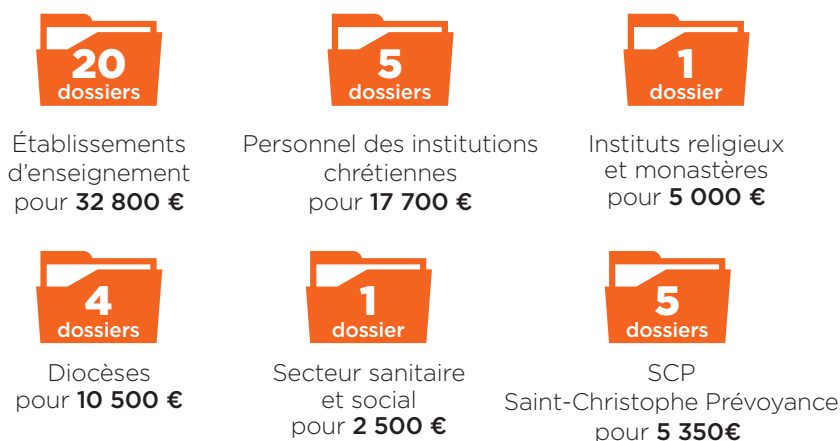 20
dossiers
Établissements
d’enseignement
pour 32 800 €
5
dossiers
Personnel des institutions
chrétiennes
pour 17 700 €
1
dossier
Instituts religieux
et monastères
pour 5 000 €
4
dossiers
Diocèses
pour 10 500 €
1
dossier
Secteur sanitaire
et social
pour 2 500 €
5
dossiers
SCP
Saint-Christophe Prévoyance
pour 5 350€